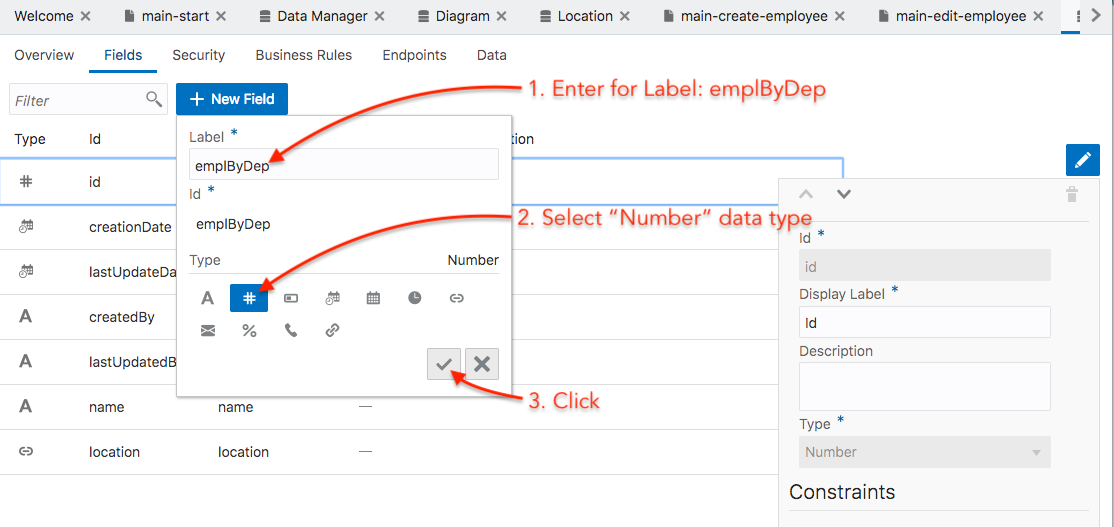 Welcome main-start Data Manager Diagram Location main-create-employee main-edit-employee
Overview Fields Security Business Rules Endpoints Data
Filter + New Field 1. Enter for Label: emplByDep
Type Id Label * tion
emplByDep
# id Id *
creationDate emplByDep 2. Select “Number” data type
Id *
Type Number id
lastUpdateDa
Display Label *
A # Id
A createdBy %
Description
A lastUpdatedB
3. Click
A name name —
Type *
location location — Number
Constraints